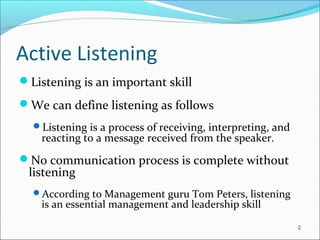 Active Listening
Listening is an important skill
We can define listening as follows
Listening is a process of receiving, interpreting, and
reacting to a message received from the speaker.
No communication process is complete without
listening
According to Management guru Tom Peters, listening
is an essential management and leadership skill
2